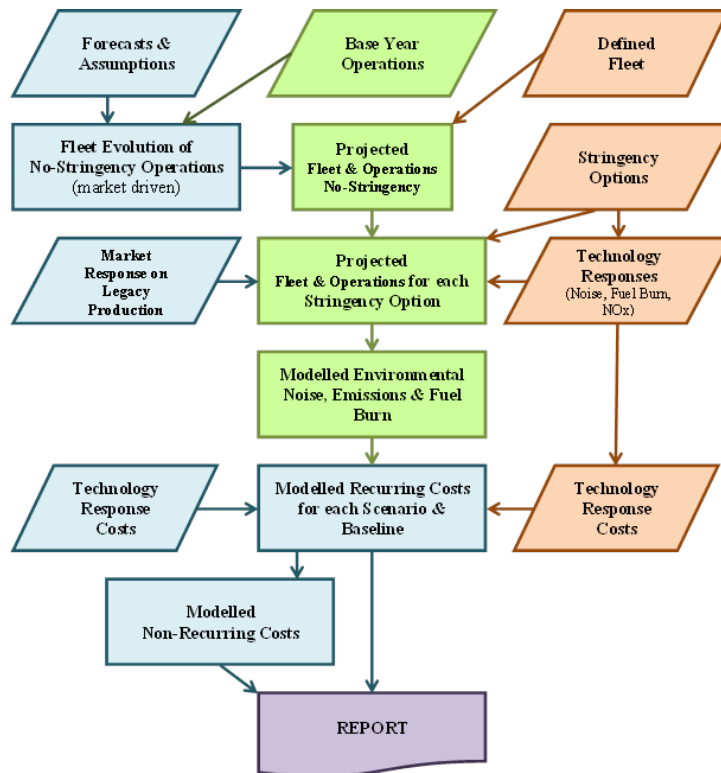 Forecasts &
Assumptions
Base Year
Operations
Defined
Fleet
Fleet Evolution of
No-Stringency Operations
(market driven)
Projected
Fleet & Operations
No-Stringency
Stringency
Options
Market
Response on
Legacy
Production
Projected
Fleet & Operations for each
Stringency Option
Technology
Responses
(Noise, Fuel Burn,
NOx)
Modelled Environmental
Noise, Emissions & Fuel
Burn
Technology
Response
Costs
Modelled Recurring Costs
for each Scenario &
Baseline
Technology
Response
Costs
Modelled
Non-Recurring Costs
REPORT